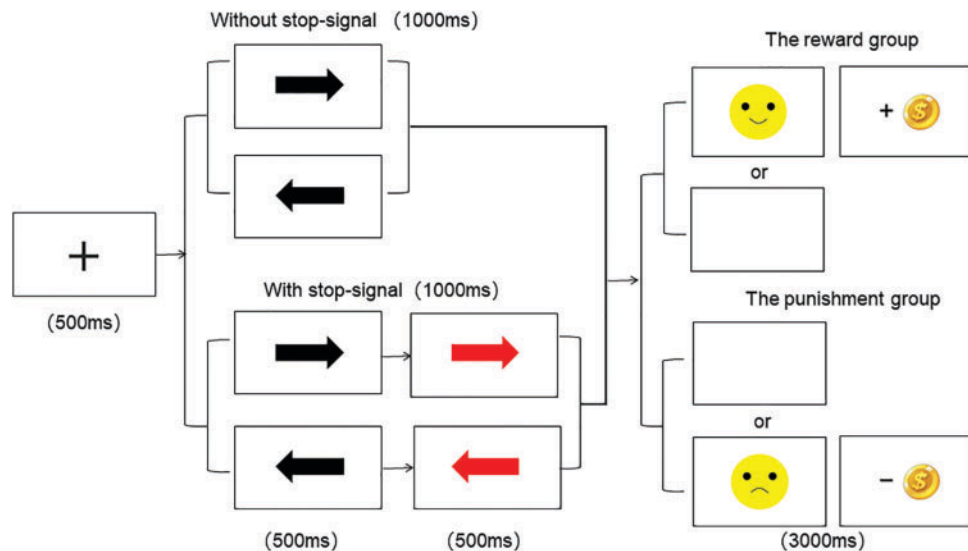 Without stop-signal （1000ms）
The reward group
+ $
or
+
（500ms）
With stop-signal （1000ms）
The punishment group
or
- $
（500ms）
（500ms）
（3000ms）